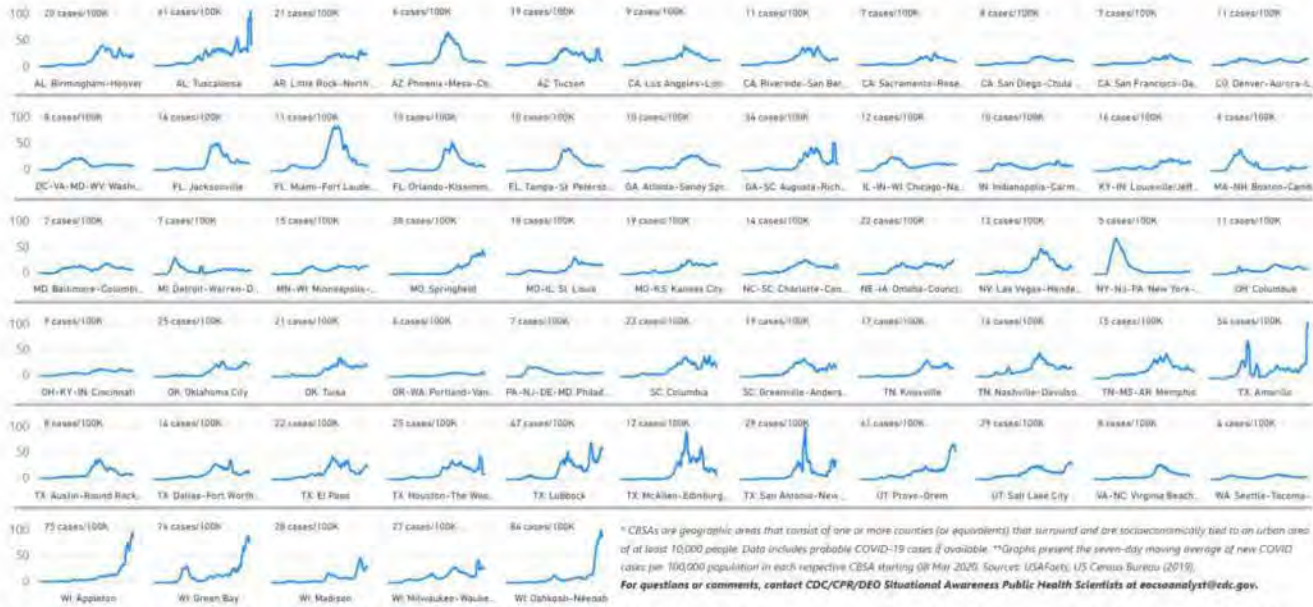 100 20 cases/100K 41 cases/100K 21 cases/100K 6 cases/100K 19 cases/100K 9 cases/100K 11 cases/100K 7 cases/100K 8 cases/100K 7 cases/100K 11 cases/100K
50
0
AL: Birmingham-Hoover AL: Tuscaloosa AR: Little Rock-North... AZ: Phoenix-Mesa-Ch... AZ: Tucson CA: Los Angeles-Lon... CA: Riverside-San Ber... CA: Sacramento-Rose... CA: San Diego-Chula... CA: San Francisco-Oa... CO: Denver-Aurora-L...
100 8 cases/100K 14 cases/100K 11 cases/100K 10 cases/100K 10 cases/100K 10 cases/100K 34 cases/100K 12 cases/100K 10 cases/100K 16 cases/100K cases/100K
50
0
DC-VA-MD-WV: Washi... FL: Jacksonville FL: Miami-Fort Laude... FL: Orlando-Kissimm... FL: Tampa-St. Petersb... GA: Atlanta-Sandy Spr... GA-SC: Augusta-Rich... IL-IN-WI: Chicago-Na... IN: Indianapolis-Carm... KY-IN: Louisville/Jeff... MA-NH: Boston-Camb...
100 7 cases/100K 7 cases/100K 15 cases/100K 38 cases/100K 18 cases/100K 19 cases/100K 14 cases/100K 22 cases/100K 13 cases/100K 5 cases/100K 11 cases/100K
50
0
MD: Baltimore-Columbi... MI: Detroit-Warren-D... MN-WI: Minneapolis-... MO: Springfield MO-IL: St. Louis MO-KS: Kansas City NC-SC: Charlotte-Con... NE-IA: Omaha-Counci... NV: Las Vegas-Hende... NY-NJ-PA: New York-... OH: Columbus
100 9 cases/100K 25 cases/100K 21 cases/100K 6 cases/100K 7 cases/100K 23 cases/100K 19 cases/100K 17 cases/100K 16 cases/100K 15 cases/100K 54 cases/100K
50
0
OH-KY-IN: Cincinnati OK: Oklahoma City OK: Tulsa OR-WA: Portland-Van... PA-NJ-DE-MD: Philad... SC: Columbia SC: Greenville-Anders... TN: Knoxville TN: Nashville-Davidso... TN-MS-AR: Memphis TX: Amarillo
100 8 cases/100K 14 cases/100K 22 cases/100K 25 cases/100K 47 cases/100K 12 cases/100K 29 cases/100K 61 cases/100K 29 cases/100K 8 cases/100K cases/100K
50
0
TX: Austin-Round Rock... TX: Dallas-Fort Worth... TX: El Paso TX: Houston-The Woo... TX: Lubbock TX: McAllen-Edinburg... TX: San Antonio-New... UT: Provo-Orem UT: Salt Lake City VA-NC: Virginia Beach... WA: Seattle-Tacoma-...
100 75 cases/100K 76 cases/100K 28 cases/100K 27 cases/100K 84 cases/100K
50
0
WI: Appleton WI: Green Bay WI: Madison WI: Milwaukee-Wauke... WI: Oshkosh-Neenah
* CBSAs are geographic areas that consist of one or more counties (or equivalents) that surround and are socioeconomically tied to an urban area
of at least 10,000 people. Data includes probable COVID-19 cases if available. **Graphs present the seven-day moving average of new COVID
cases per 100,000 population in each respective CBSA starting 08 Mar 2020. Sources: USAFacts; US Census Bureau (2019).
For questions or comments, contact CDC/CPR/DEO Situational Awareness Public Health Scientists at eocsoanalyst@cdc.gov.